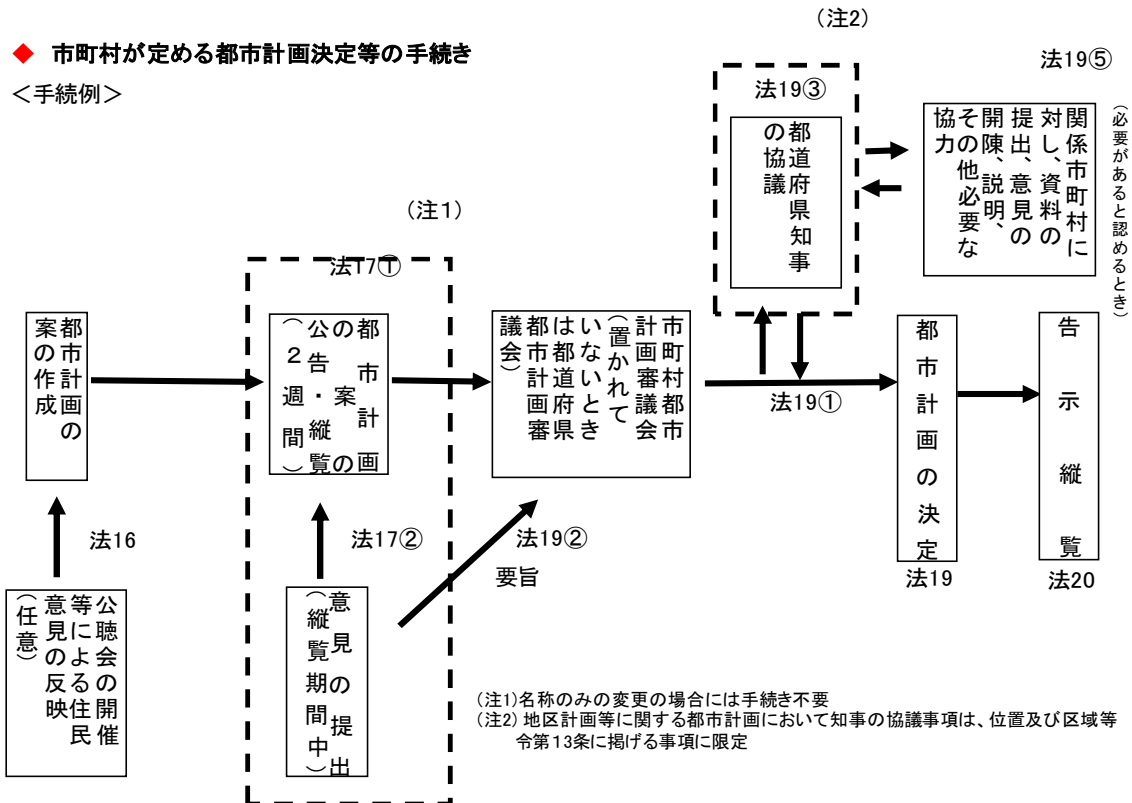 ◆ 市町村が定める都市計画決定等の手続き
＜手続例＞
都市計画の
案の作成
法16
公聴会の開催
等による住民
意見の反映
（任意）
（注1）
法17①
都市計画
の案の
公告・縦覧
（2週間）
法17②
意見の提出
（縦覧期間中）
市町村都市
計画審議会
（置かれて
いないとき
は都道府県
都市計画審
議会）
法19②
要旨
（注2）
法19③
都道府県知事
の協議
法19⑤
関係市町村に
対し、資料の
提出、意見の
開陳、説明、
その他必要な
協力
（必要があると認めるとき）
法19①
都市計画の決定
法19
告示縦覧
法20
（注1）名称のみの変更の場合には手続き不要
（注2）地区計画等に関する都市計画において知事の協議事項は、位置及び区域等
令第13条に掲げる事項に限定